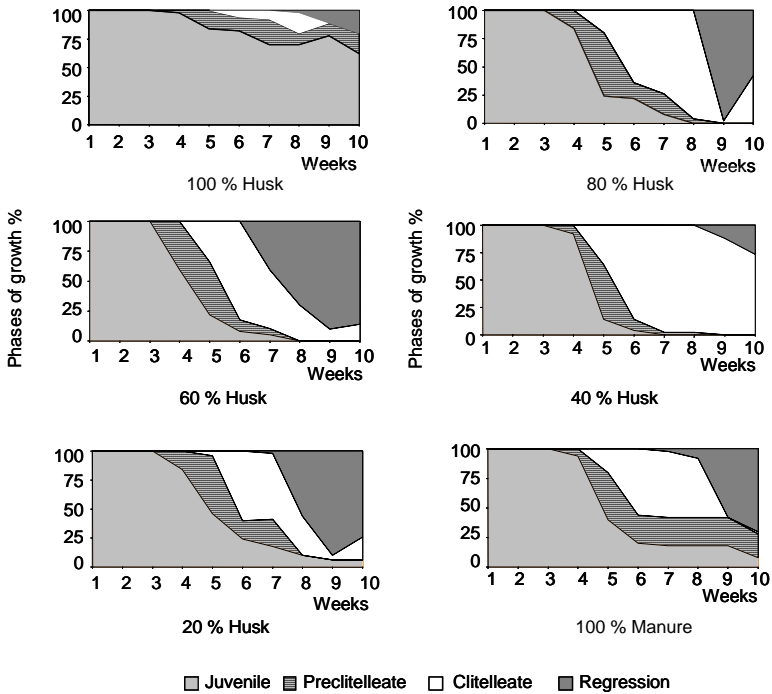 100
75
50
25
0
1 2 3 4 5 6 7 8 9 10
Weeks
100 % Husk
100
75
50
25
0
1 2 3 4 5 6 7 8 9 10
Weeks
80 % Husk
Phases of growth %
100
75
50
25
0
1 2 3 4 5 6 7 8 9 10
Weeks
60 % Husk
Phases of growth %
100
75
50
25
0
1 2 3 4 5 6 7 8 9 10
Weeks
40 % Husk
100
75
50
25
0
1 2 3 4 5 6 7 8 9 10
Weeks
20 % Husk
100
75
50
25
0
1 2 3 4 5 6 7 8 9 10
Weeks
100 % Manure
Juvenile Preclitelleate Clitelleate Regression